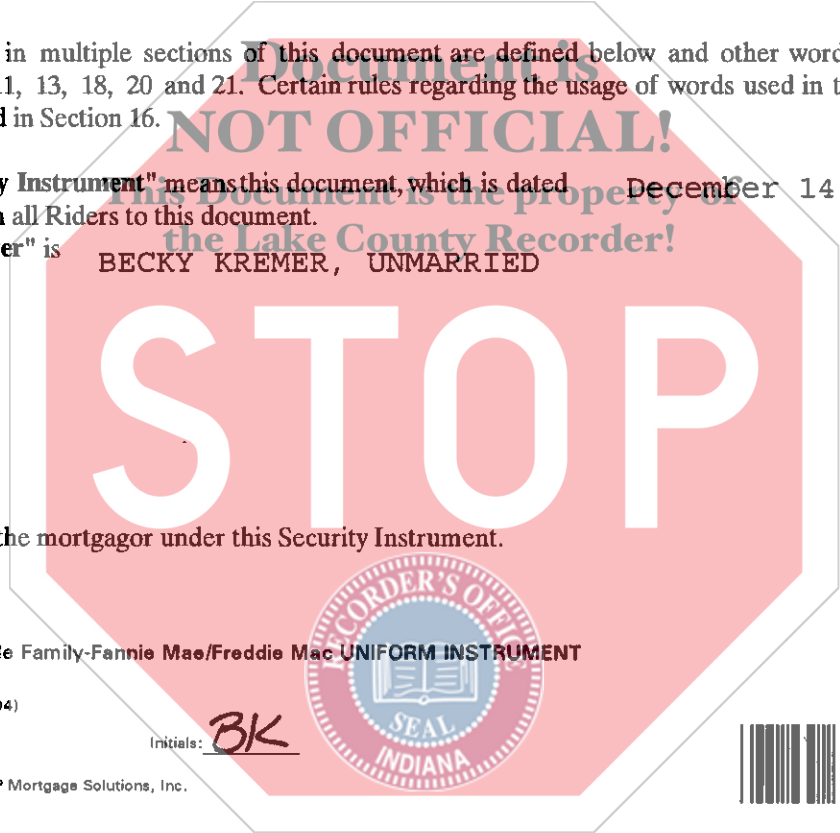 in multiple sections of this document are defined below and other word
11, 13, 18, 20 and 21. Certain rules regarding the usage of words used in t
d in Section 16.
Document is
NOT OFFICIAL!
This Document is the property of
the Lake County Recorder!
y Instrument" means this document, which is dated December 14
all Riders to this document.
er" is BECKY KREMER, UNMARRIED
STOP
the mortgagor under this Security Instrument.
RECORDER'S OFFICE
SEAL
INDIANA
le Family-Fannie Mae/Freddie Mac UNIFORM INSTRUMENT
04)
Initials: BK
Mortgage Solutions, Inc.